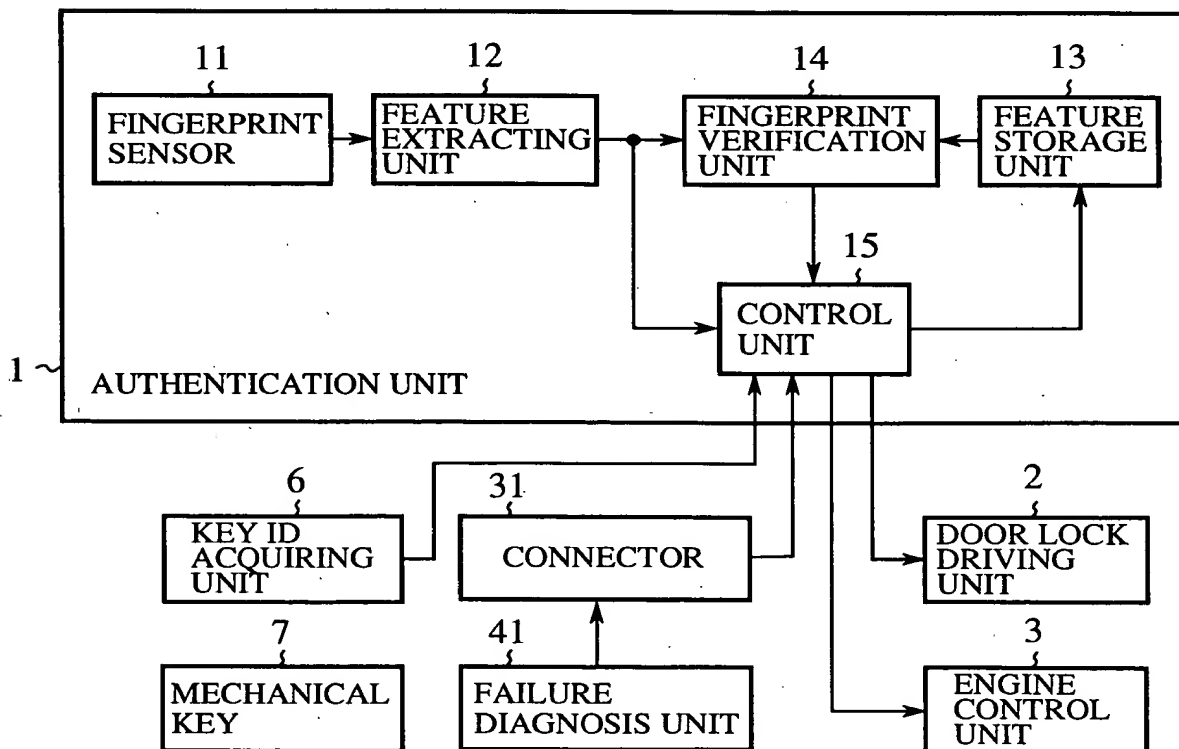 11
12
14
13
FINGERPRINT
SENSOR
FEATURE
EXTRACTING
UNIT
FINGERPRINT
VERIFICATION
UNIT
FEATURE
STORAGE
UNIT
15
CONTROL
UNIT
1
AUTHENTICATION UNIT
6
31
2
KEY ID
ACQUIRING
UNIT
CONNECTOR
DOOR LOCK
DRIVING
UNIT
7
41
3
MECHANICAL
KEY
FAILURE
DIAGNOSIS UNIT
ENGINE
CONTROL
UNIT